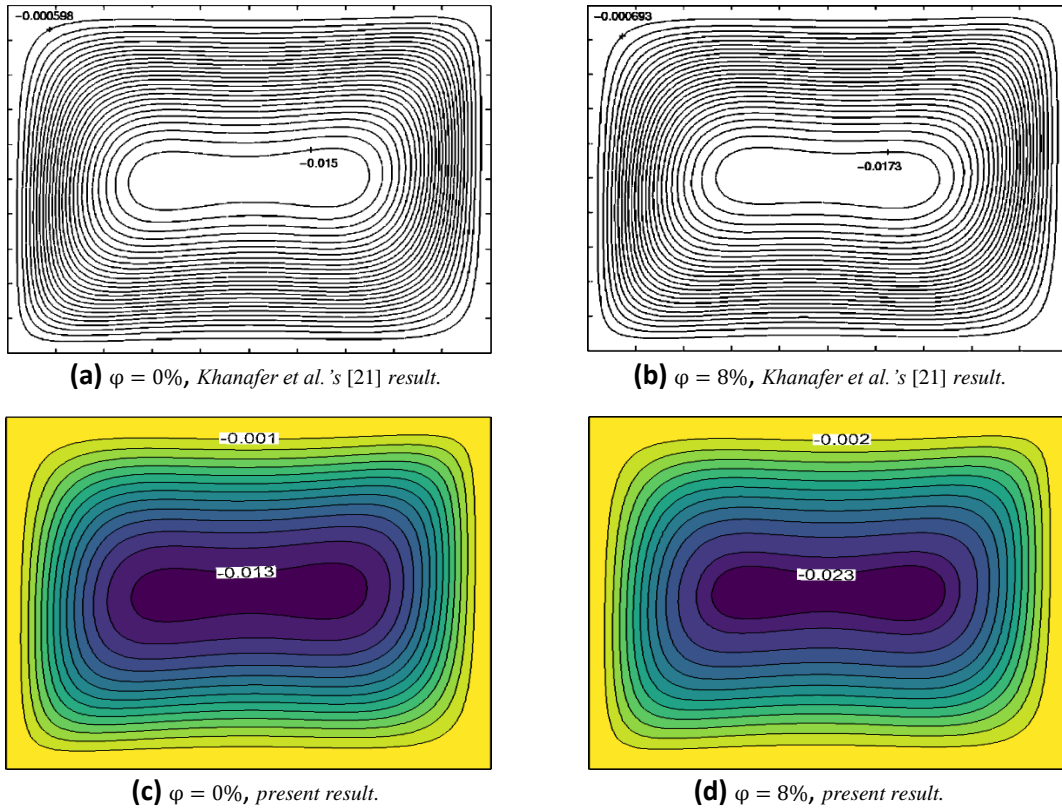 -0.000598
-0.015
(a) φ = 0%, Khanafer et al.'s [21] result.
-0.000693
-0.0173
(b) φ = 8%, Khanafer et al.'s [21] result.
-0.001
-0.013
(c) φ = 0%, present result.
-0.002
-0.023
(d) φ = 8%, present result.